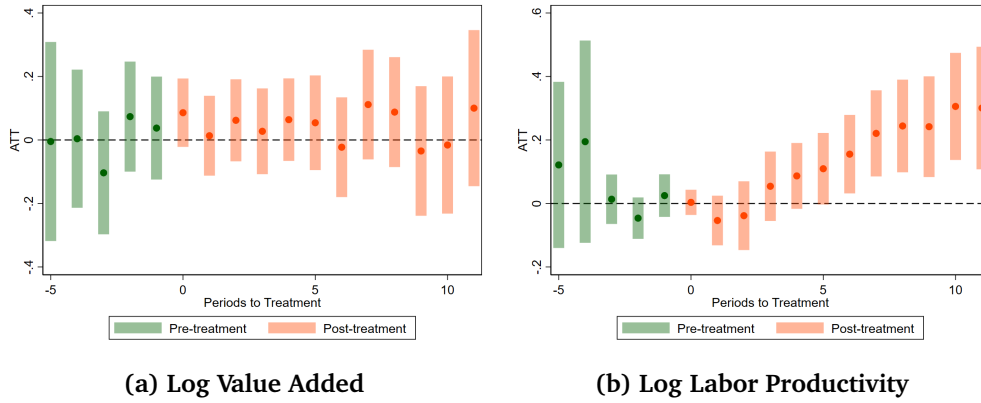 .4
.2
0
-.2
-.4
ATT
-5
0
5
10
Periods to Treatment
Pre-treatment
Post-treatment
(a) Log Value Added
.6
.4
.2
0
-.2
ATT
-5
0
5
10
Periods to Treatment
Pre-treatment
Post-treatment
(b) Log Labor Productivity